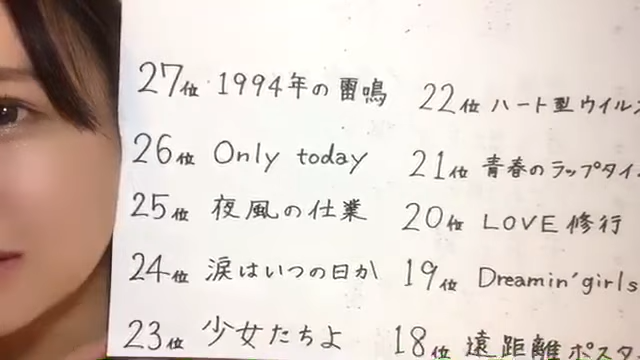 27位 1994年の雷鳴
26位 Only today
25位 夜風の仕業
24位 涙はいつの日か
23位 少女たちよ
22位 ハート型ウイルス
21位 青春のラップタイ
20位 LOVE修行
19位 Dreamin'girls
18位 遠距離ポスタ